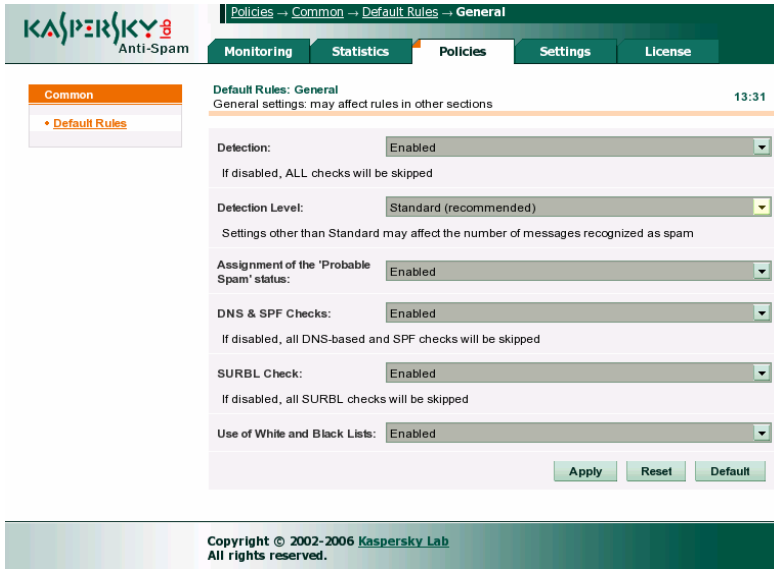 Policies → Common → Default Rules → General
KASPERSKY lab
Anti-Spam
Monitoring
Statistics
Policies
Settings
License
Common
• Default Rules
Default Rules: General
General settings: may affect rules in other sections
13:31
Detection:
Enabled
If disabled, ALL checks will be skipped
Detection Level:
Standard (recommended)
Settings other than Standard may affect the number of messages recognized as spam
Assignment of the 'Probable
Spam' status:
Enabled
DNS & SPF Checks:
Enabled
If disabled, all DNS-based and SPF checks will be skipped
SURBL Check:
Enabled
If disabled, all SURBL checks will be skipped
Use of White and Black Lists:
Enabled
Apply
Reset
Default
Copyright © 2002-2006 Kaspersky Lab
All rights reserved.